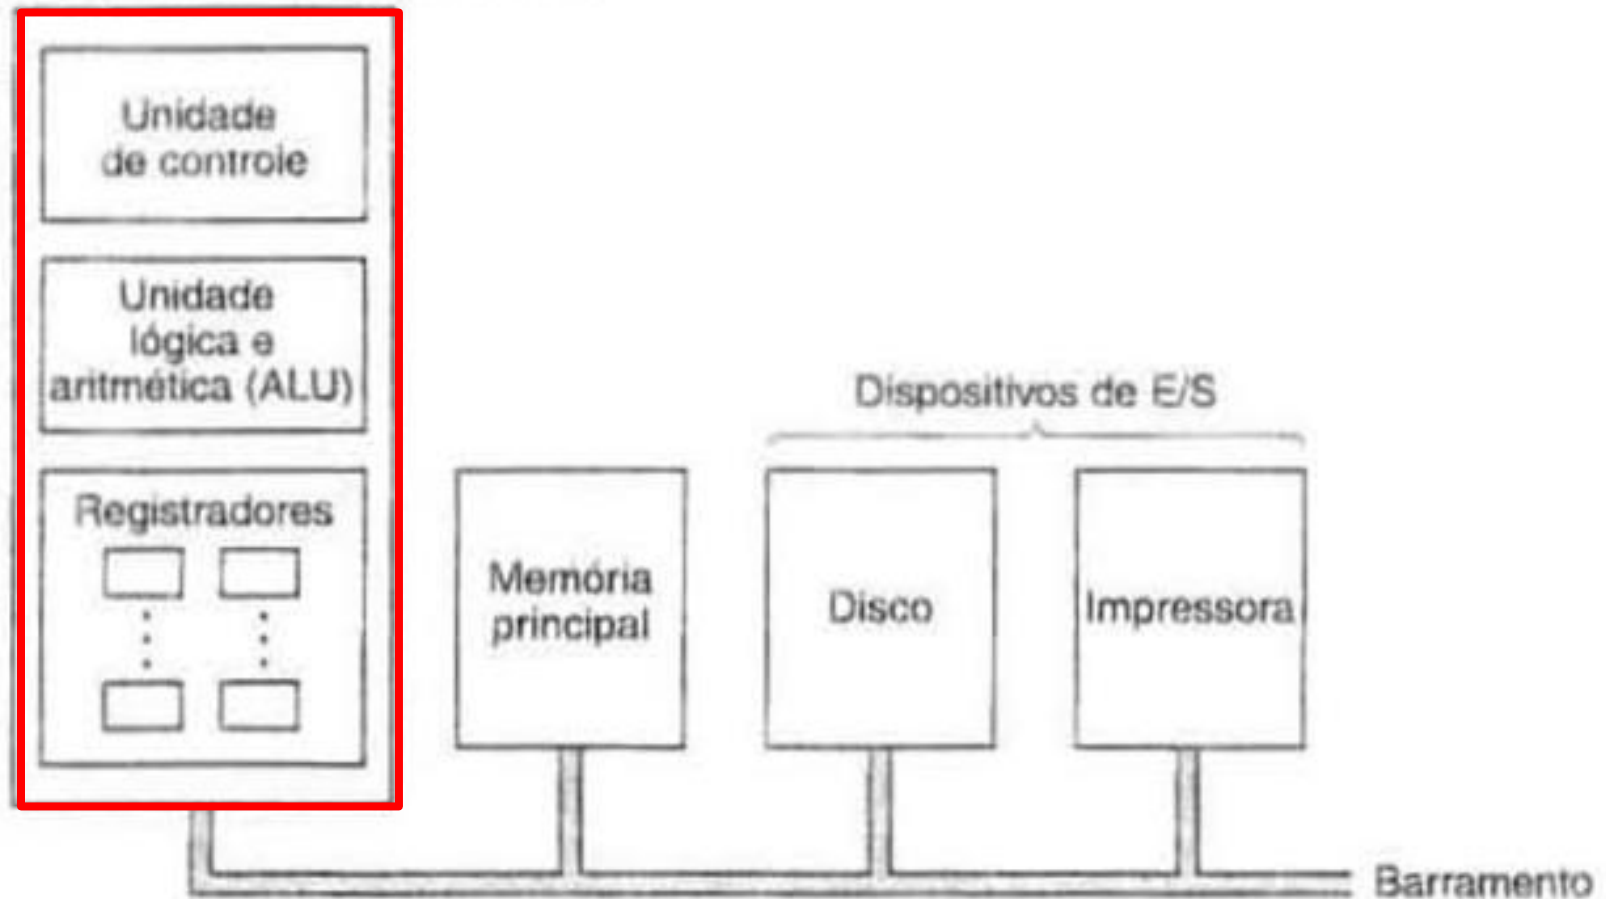 Unidade
de controle
Unidade
lógica e
aritmética (ALU)
Registradores
Memória
principal
Dispositivos de E/S
Disco
Impressora
Barramento